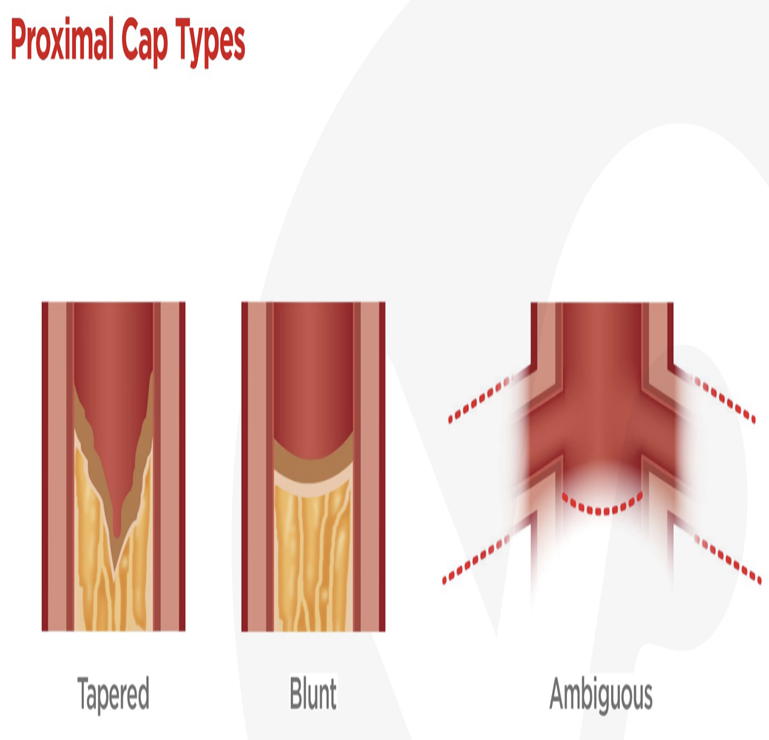 Proximal Cap Types
Tapered
Blunt
Ambiguous